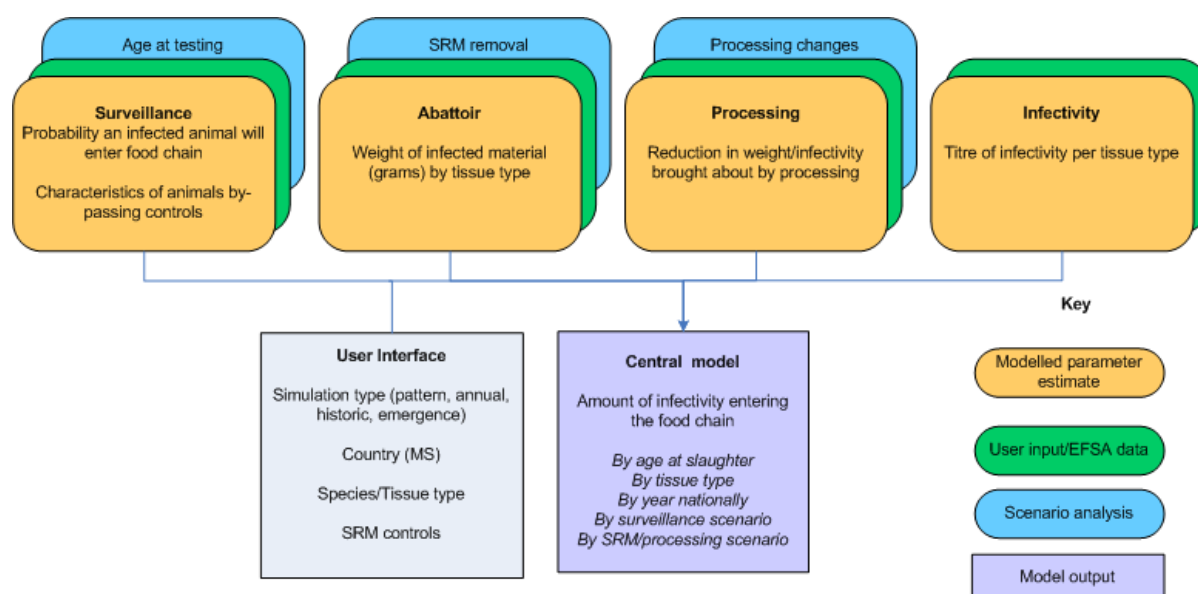 Age at testing
SRM removal
Processing changes
Surveillance
Probability an infected animal will
enter food chain
Characteristics of animals by-
passing controls
Abattoir
Weight of infected material
(grams) by tissue type
Processing
Reduction in weight/infectivity
brought about by processing
Infectivity
Titre of infectivity per tissue type
User Interface
Simulation type (pattern, annual,
historic, emergence)
Country (MS)
Species/Tissue type
SRM controls
Central model
Amount of infectivity entering
the food chain
By age at slaughter
By tissue type
By year nationally
By surveillance scenario
By SRM/processing scenario
Key
Modelled parameter
estimate
User input/EFSA data
Scenario analysis
Model output